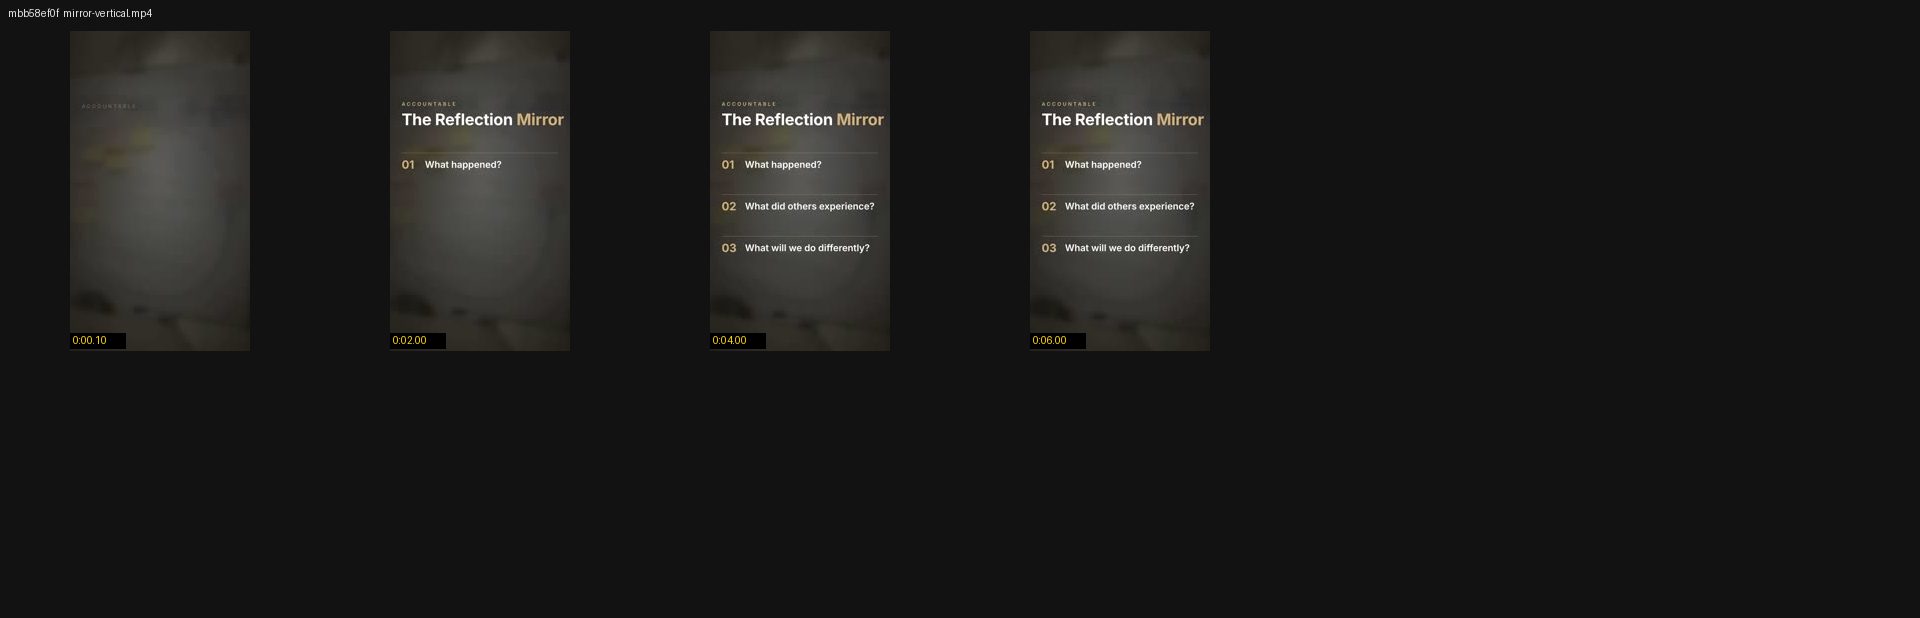 mbb58ef0f mirror-vertical.mp4
ACCOUNTABLE
0:00.10
ACCOUNTABLE
The Reflection Mirror
01 What happened?
0:02.00
ACCOUNTABLE
The Reflection Mirror
01 What happened?
02 What did others experience?
03 What will we do differently?
0:04.00
ACCOUNTABLE
The Reflection Mirror
01 What happened?
02 What did others experience?
03 What will we do differently?
0:06.00